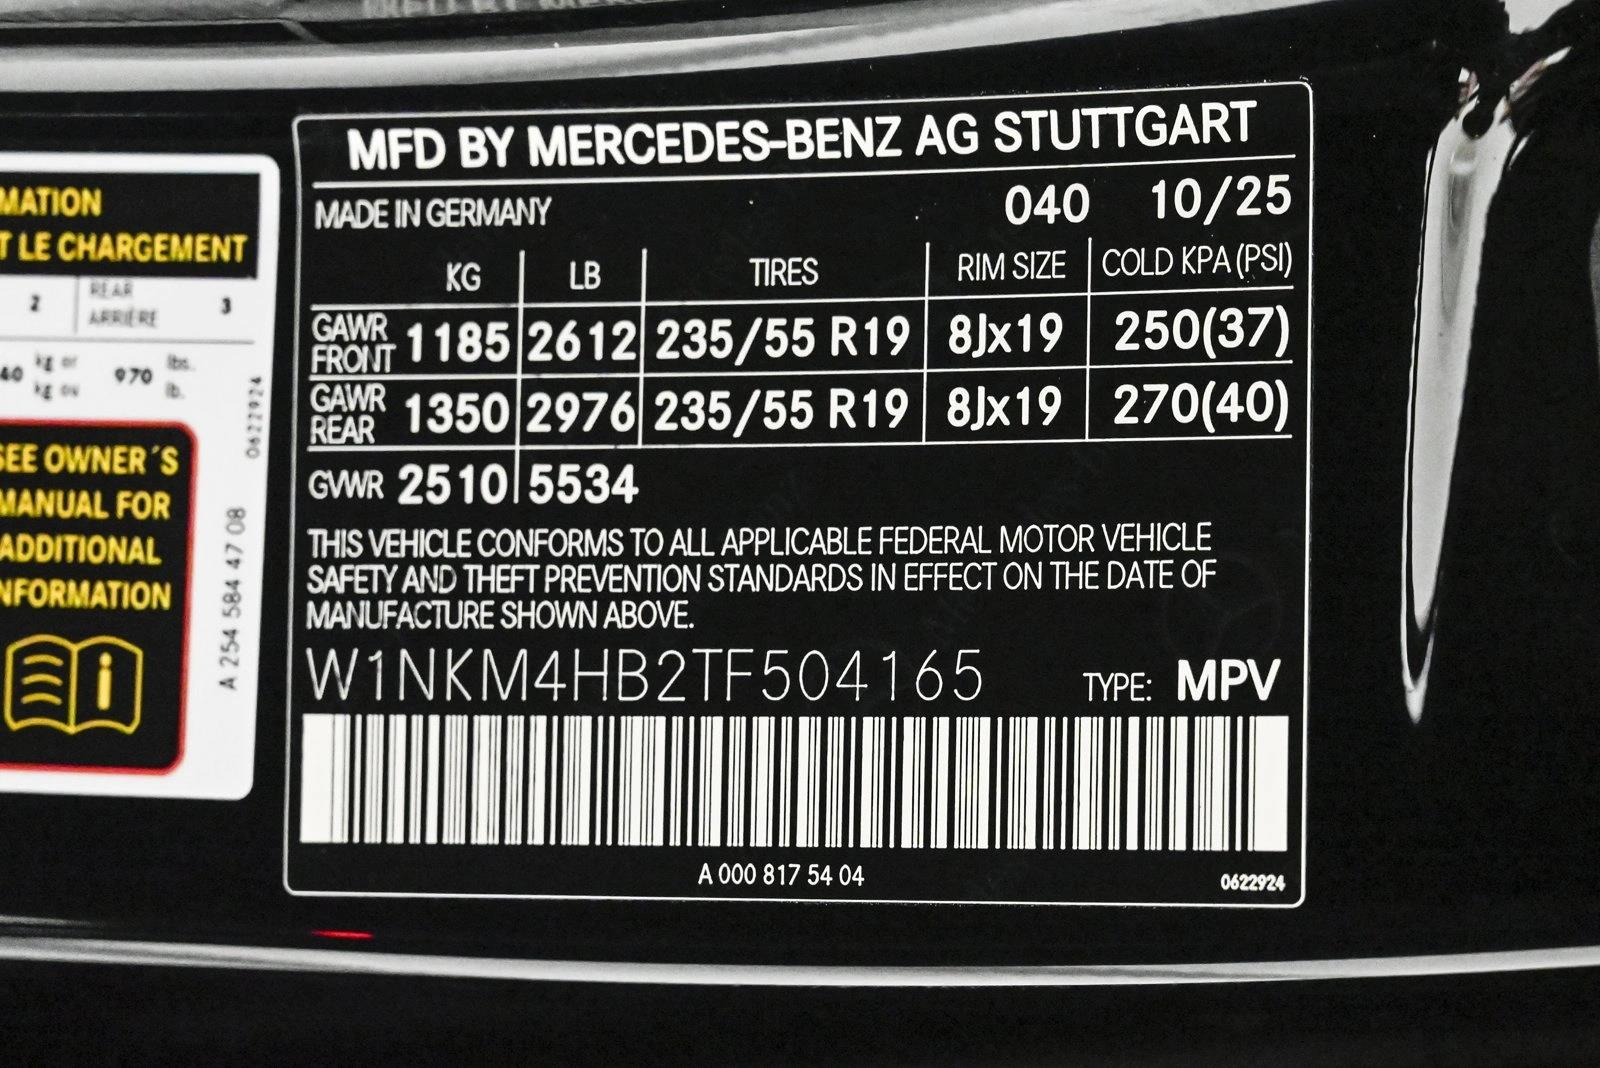 MATION
T LE CHARGEMENT
2
REAR
ARRIÈRE
3
40 kg or
kg ou
970 lbs.
lb.
0622924
SEE OWNER´S
MANUAL FOR
ADDITIONAL
NFORMATION
A 254 584 47 08
MFD BY MERCEDES-BENZ AG STUTTGART
MADE IN GERMANY 040 10/25
KG LB TIRES RIM SIZE COLD KPA (PSI)
GAWR FRONT 1185 2612 235/55 R19 8Jx19 250(37)
GAWR REAR 1350 2976 235/55 R19 8Jx19 270(40)
GVWR 2510 5534
THIS VEHICLE CONFORMS TO ALL APPLICABLE FEDERAL MOTOR VEHICLE
SAFETY AND THEFT PREVENTION STANDARDS IN EFFECT ON THE DATE OF
MANUFACTURE SHOWN ABOVE.
W1NKM4HB2TF504165 TYPE: MPV
A 000 817 54 04
0622924